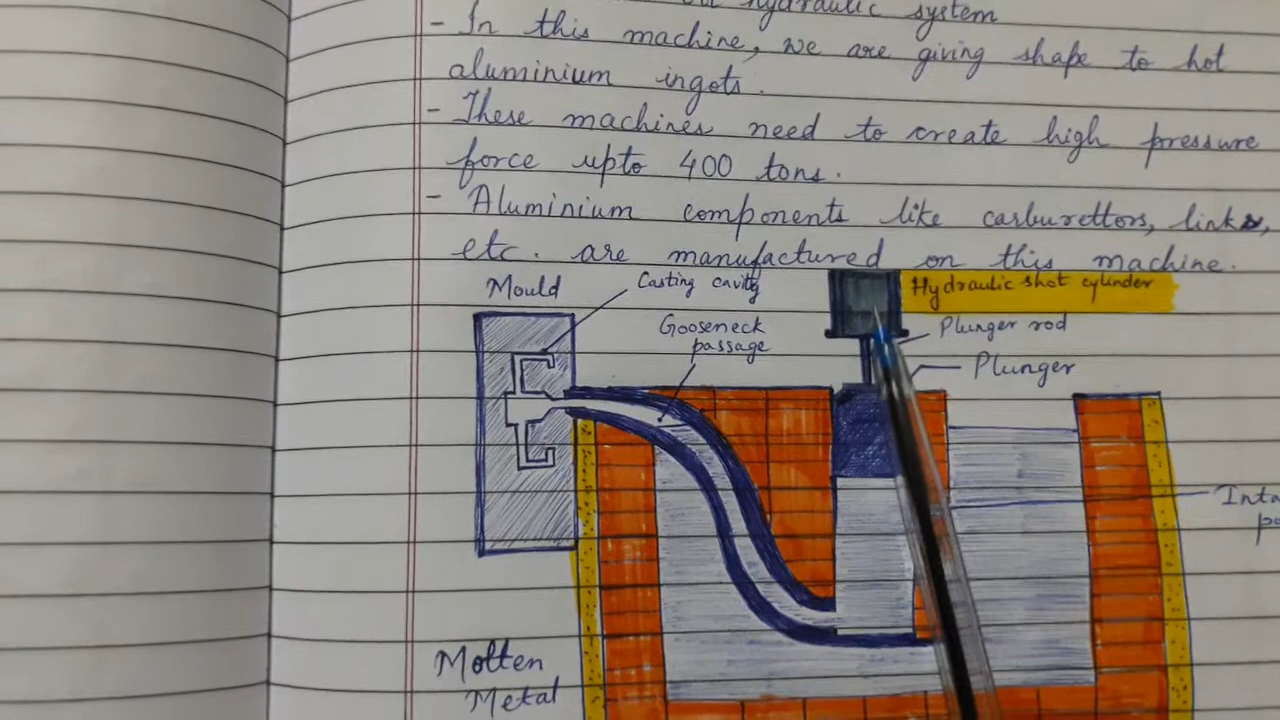 hydraulic system
- In this machine, we are giving shape to hot
aluminium ingots.
- These machines need to create high pressure
force upto 400 tons.
- Aluminium components like carburettors, links,
etc. are manufactured on this machine.
Mould
Casting cavity
Hydraulic shot cylinder
Gooseneck
passage
Plunger rod
Plunger
Molten
Metal